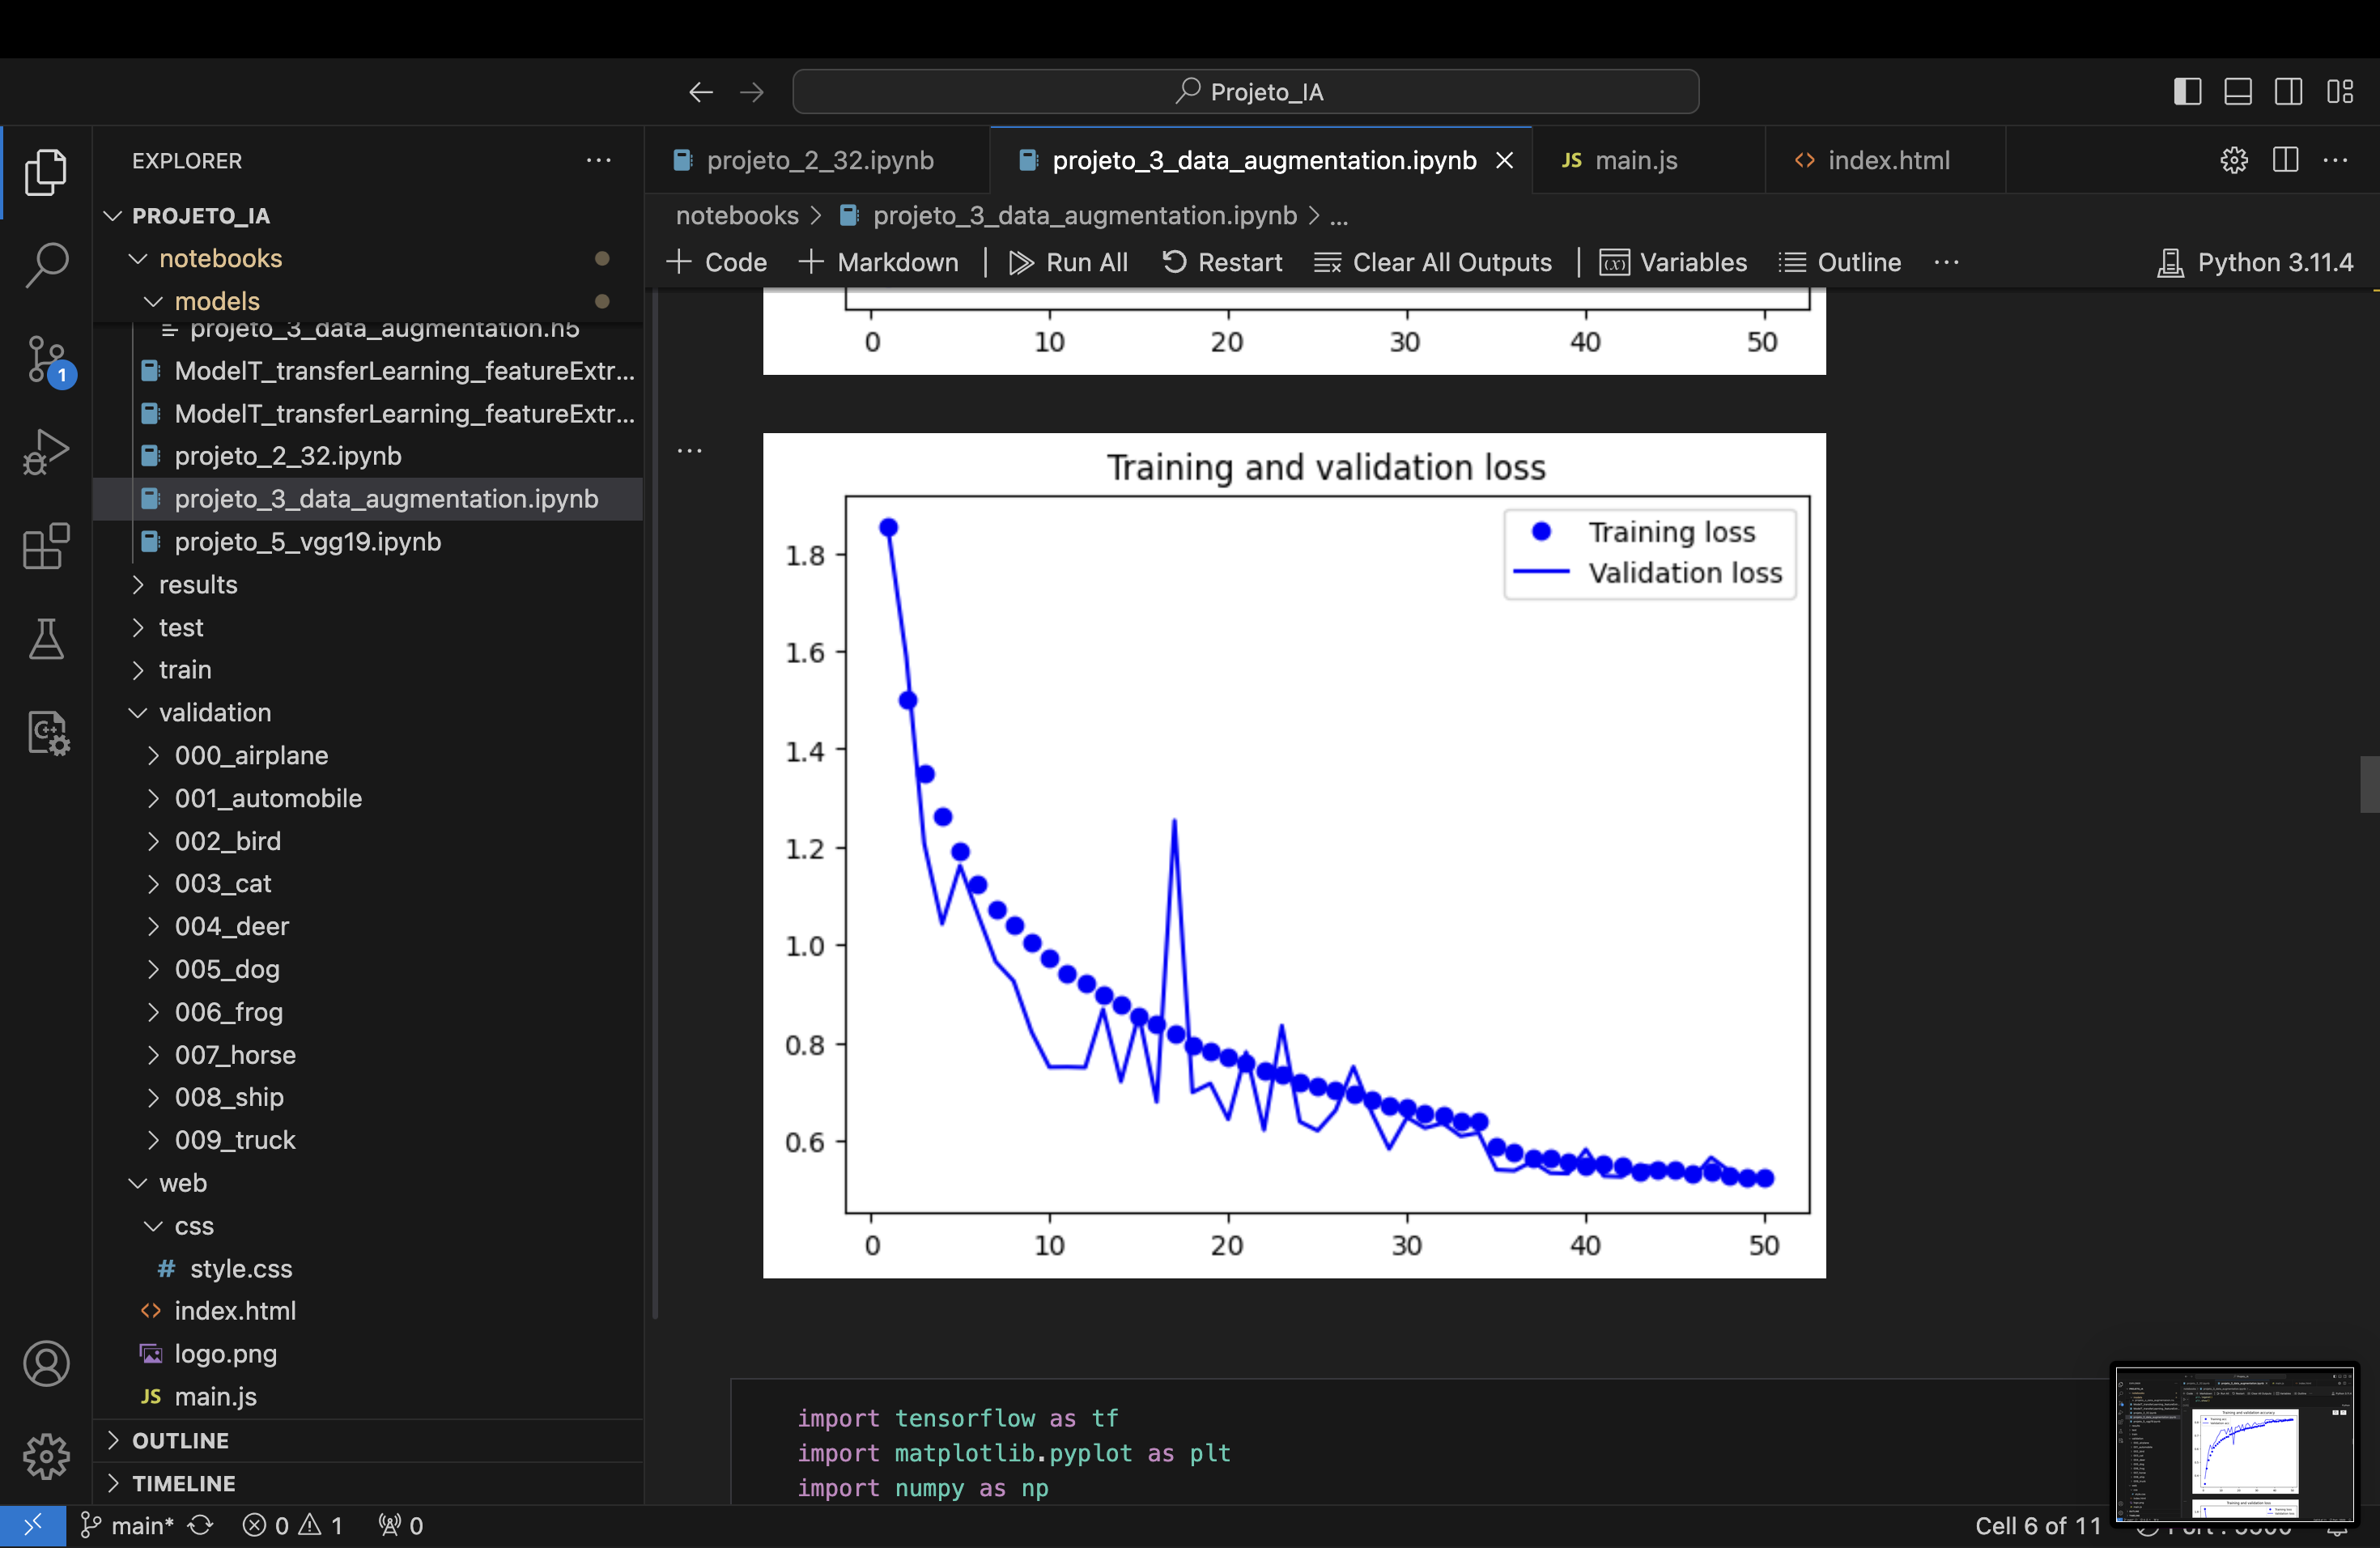 Projeto_IA
EXPLORER
PROJETO_IA
notebooks
models
projeto_3_data_augmentation.h5
ModelT_transferLearning_featureExtr...
ModelT_transferLearning_featureExtr...
projeto_2_32.ipynb
projeto_3_data_augmentation.ipynb
projeto_5_vgg19.ipynb
results
test
train
validation
000_airplane
001_automobile
002_bird
003_cat
004_deer
005_dog
006_frog
007_horse
008_ship
009_truck
web
css
# style.css
<> index.html
logo.png
JS main.js
OUTLINE
TIMELINE
1
projeto_2_32.ipynb
projeto_3_data_augmentation.ipynb
JS main.js
<> index.html
notebooks > projeto_3_data_augmentation.ipynb > ...
+ Code + Markdown | Run All Restart Clear All Outputs | Variables Outline ... Python 3.11.4
0 10 20 30 40 50
Training and validation loss
Training loss
Validation loss
1.8
1.6
1.4
1.2
1.0
0.8
0.6
0 10 20 30 40 50
import tensorflow as tf
import matplotlib.pyplot as plt
import numpy as np
main* 0 1 0
Cell 6 of 11